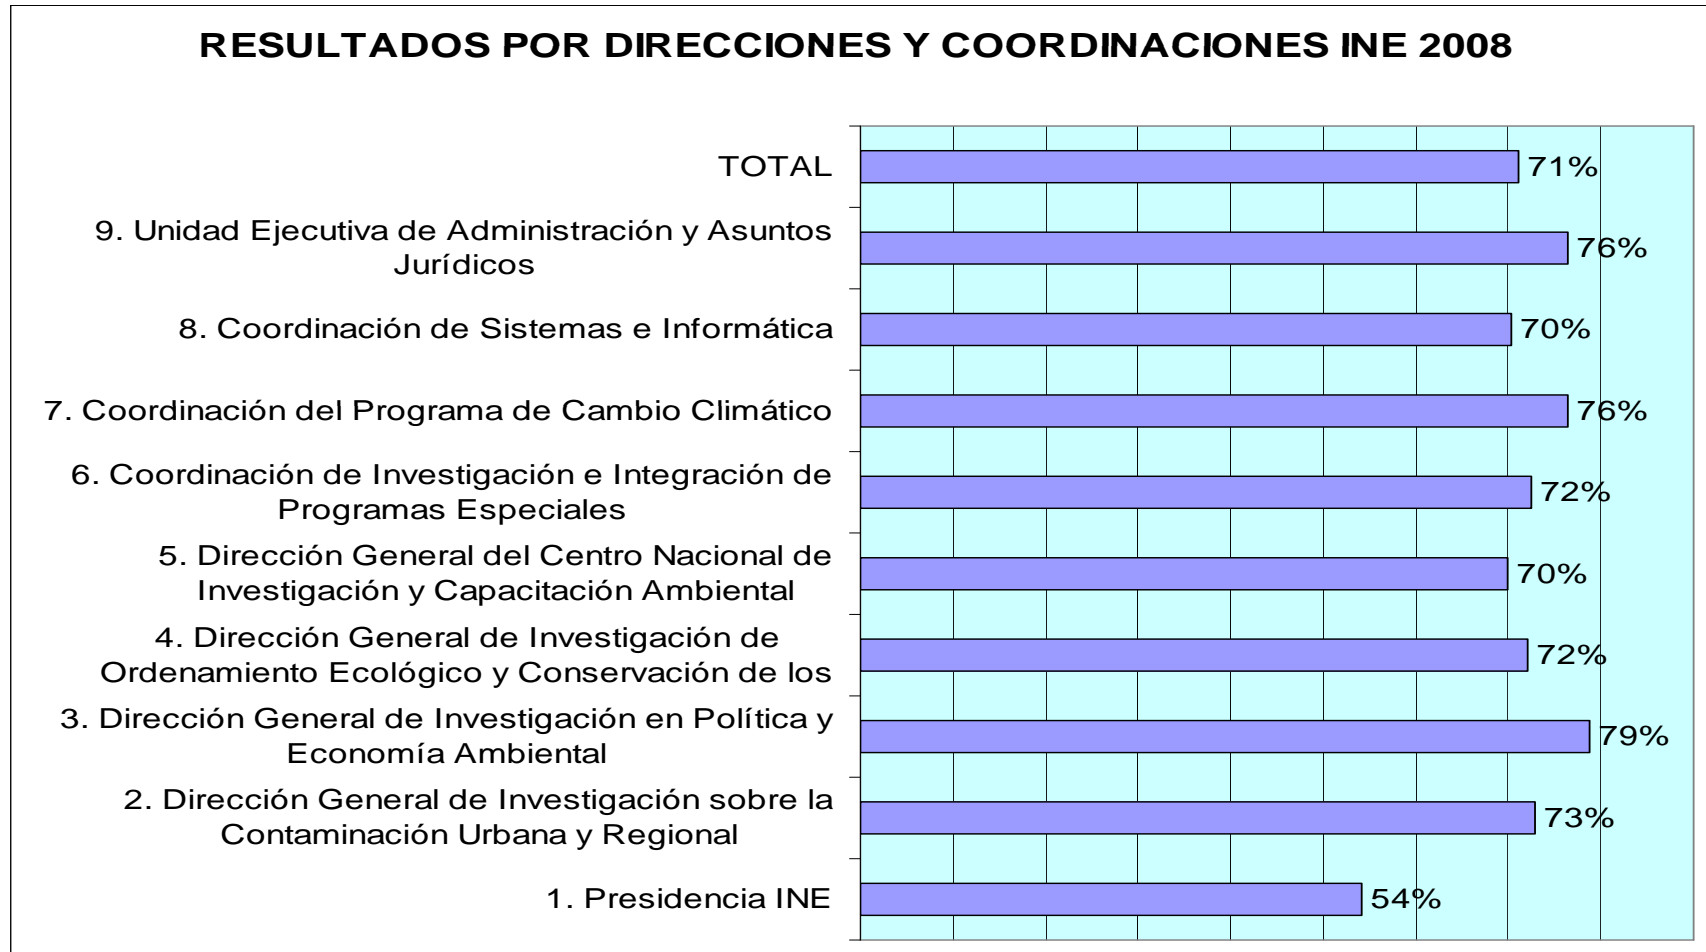 RESULTADOS POR DIRECCIONES Y COORDINACIONES INE 2008
TOTAL
71%
9. Unidad Ejecutiva de Administración y Asuntos
Jurídicos
76%
8. Coordinación de Sistemas e Informática
70%
7. Coordinación del Programa de Cambio Climático
76%
6. Coordinación de Investigación e Integración de
Programas Especiales
72%
5. Dirección General del Centro Nacional de
Investigación y Capacitación Ambiental
70%
4. Dirección General de Investigación de
Ordenamiento Ecológico y Conservación de los
72%
3. Dirección General de Investigación en Política y
Economía Ambiental
79%
2. Dirección General de Investigación sobre la
Contaminación Urbana y Regional
73%
1. Presidencia INE
54%